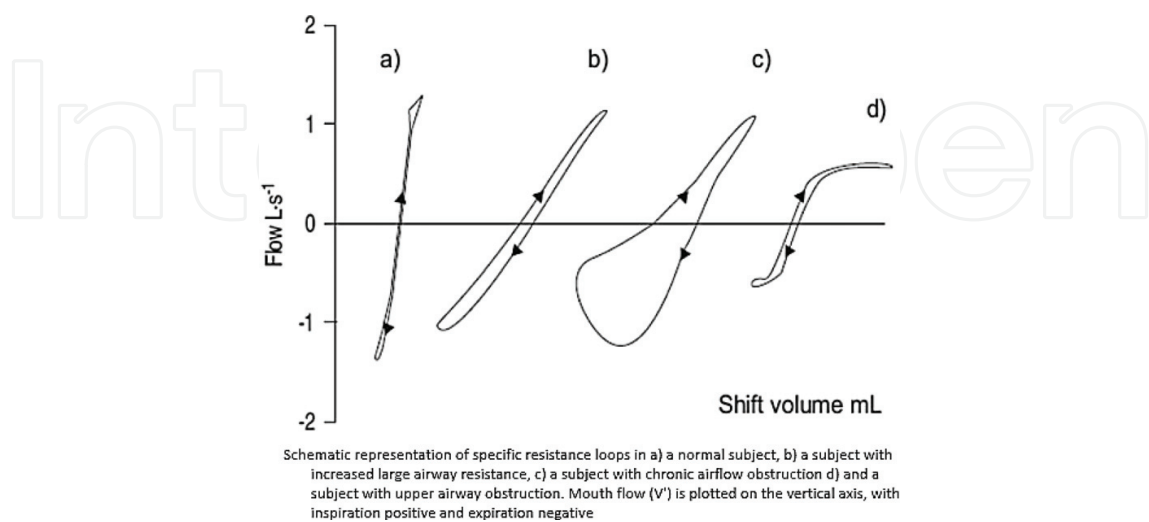 2
a)
b)
c)
d)
1
0
-1
-2
Flow L·s⁻¹
Shift volume mL
Schematic representation of specific resistance loops in a) a normal subject, b) a subject with
increased large airway resistance, c) a subject with chronic airflow obstruction d) and a
subject with upper airway obstruction. Mouth flow (V') is plotted on the vertical axis, with
inspiration positive and expiration negative